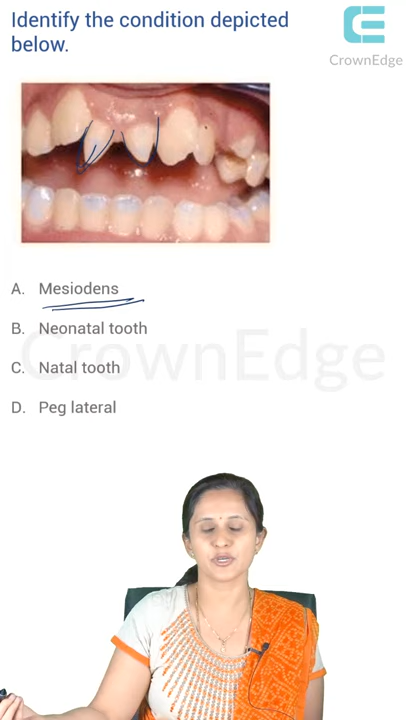 Identify the condition depicted
below.
CrownEdge
A. Mesiodens
B. Neonatal tooth
CrownEdge
C. Natal tooth
D. Peg lateral